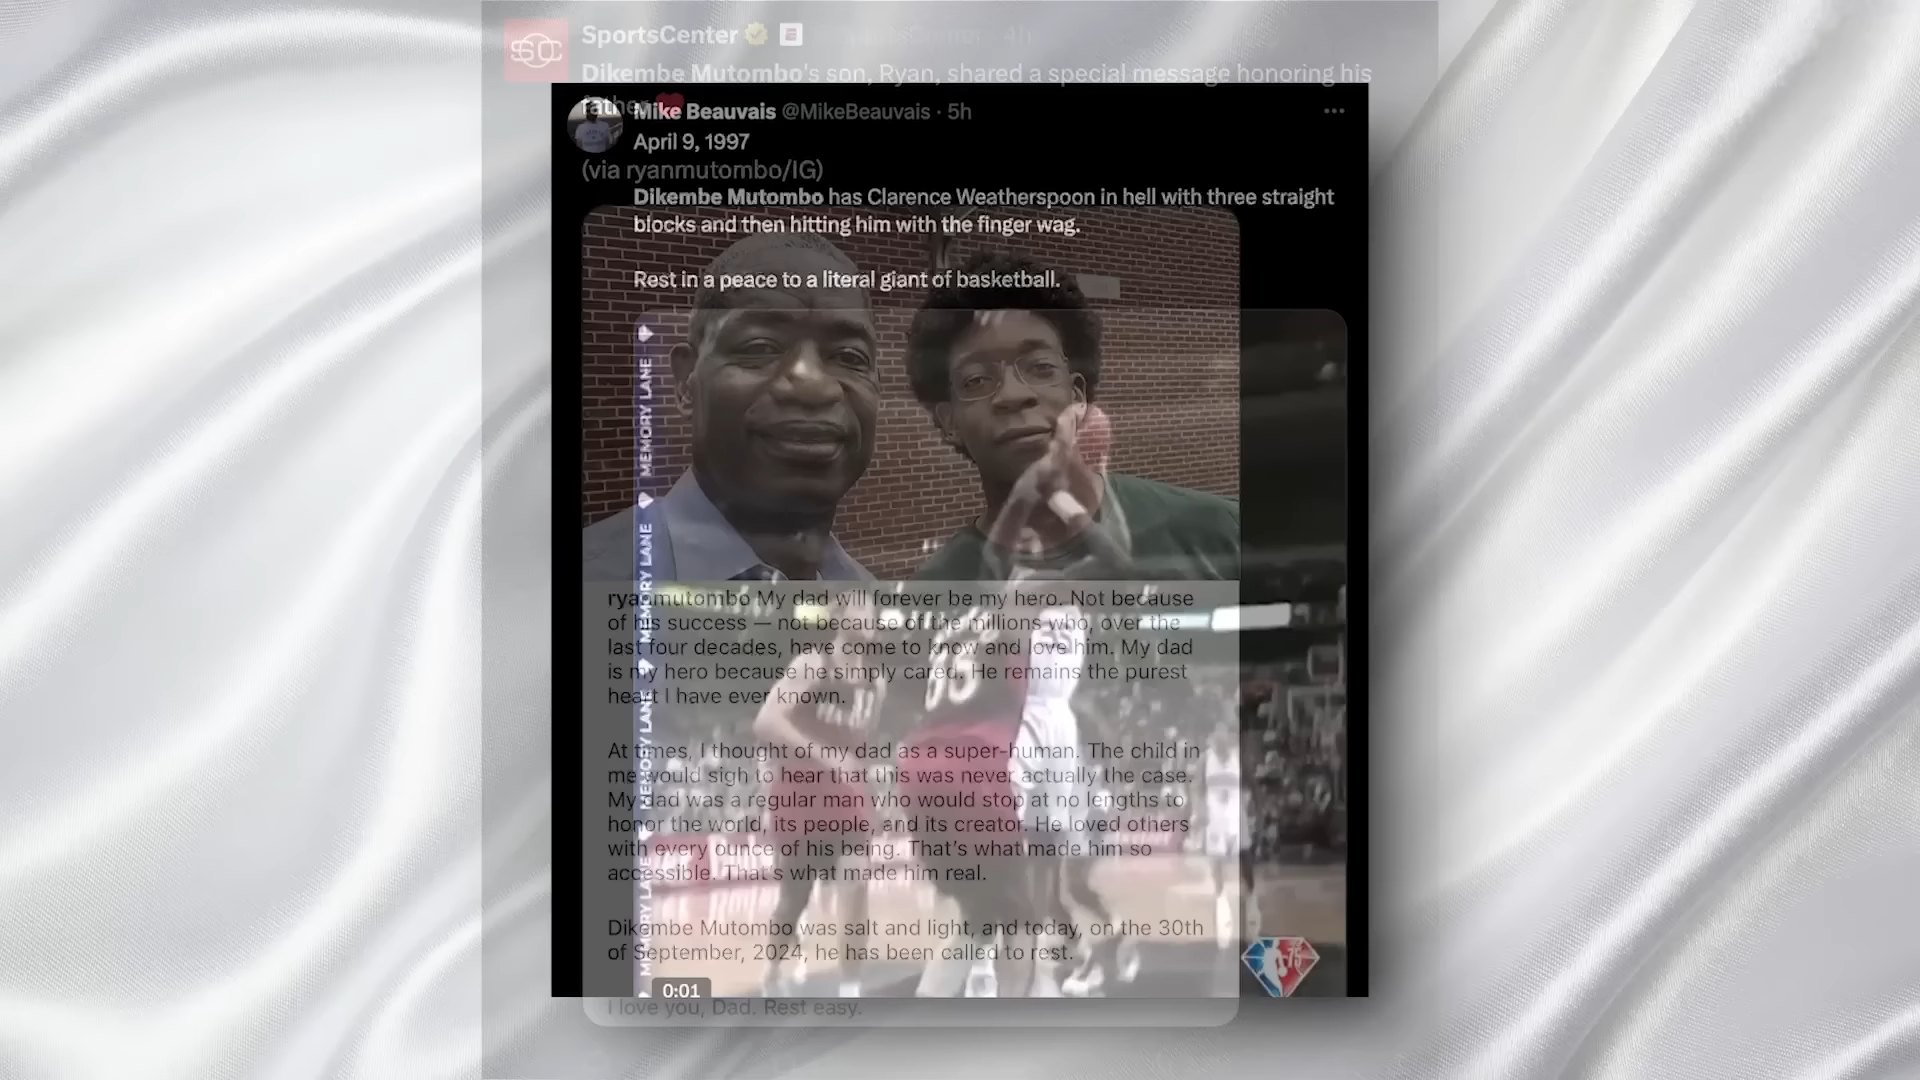 SportsCenter
Dikembe Mutombo's son, Ryan, shared a special message honoring his
father
(via ryanmutombo/IG)
Mike Beauvais @MikeBeauvais · 5h
April 9, 1997
Dikembe Mutombo has Clarence Weatherspoon in hell with three straight
blocks and then hitting him with the finger wag.
Rest in a peace to a literal giant of basketball.
MEMORY LANE
MEMORY LANE
MEMORY LANE
MEMORY LANE
ryanmutombo My dad will forever be my hero. Not because
of his success — not because of the millions who, over the
last four decades, have come to know and love him. My dad
is my hero because he simply cared. He remains the purest
heart I have ever known.
At times, I thought of my dad as a super-human. The child in
me would sigh to hear that this was never actually the case.
My dad was a regular man who would stop at no lengths to
honor the world, its people, and its creator. He loved others
with every ounce of his being. That's what made him so
accessible. That's what made him real.
Dikembe Mutombo was salt and light, and today, on the 30th
of September, 2024, he has been called to rest.
I love you, Dad. Rest easy.
0:01
75
55
SC